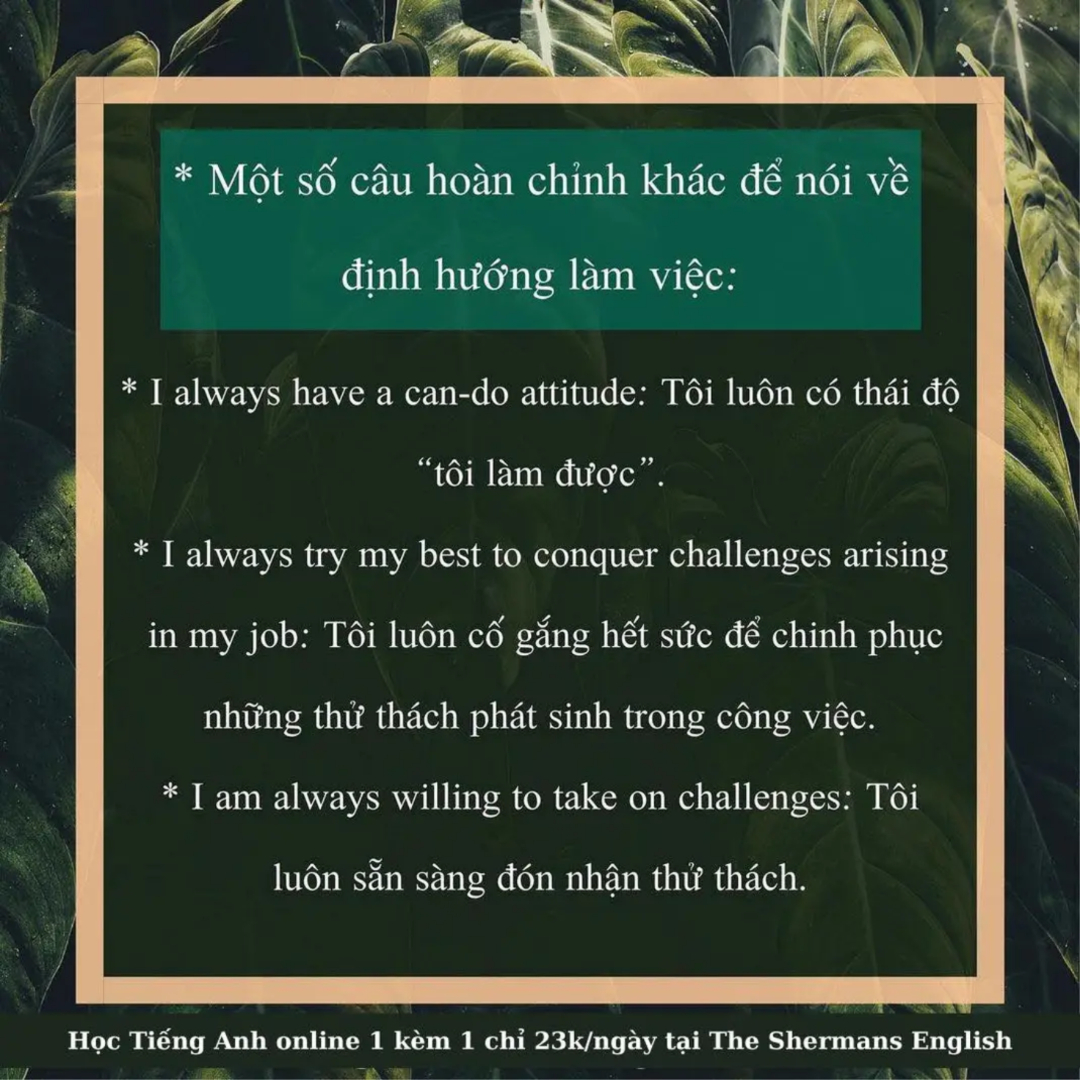 * Một số câu hoàn chỉnh khác để nói về
định hướng làm việc:
* I always have a can-do attitude: Tôi luôn có thái độ
“tôi làm được”.
* I always try my best to conquer challenges arising
in my job: Tôi luôn cố gắng hết sức để chinh phục
những thử thách phát sinh trong công việc.
* I am always willing to take on challenges: Tôi
luôn sẵn sàng đón nhận thử thách.
Học Tiếng Anh online 1 kèm 1 chỉ 23k/ngày tại The Shermans English